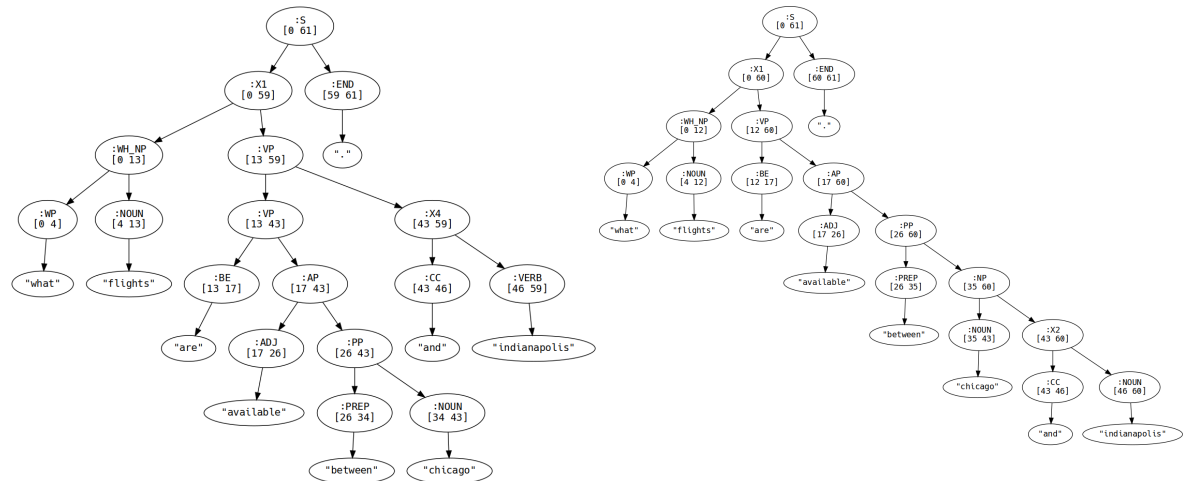 :S
[0 61]
:X1
[0 59]
:END
[59 61]
:WH_NP
[0 13]
:VP
[13 59]
"."
:WP
[0 4]
:NOUN
[4 13]
:VP
[13 43]
:X4
[43 59]
"what"
"flights"
:BE
[13 17]
:AP
[17 43]
:CC
[43 46]
:VERB
[46 59]
"are"
:ADJ
[17 26]
:PP
[26 43]
"and"
"indianapolis"
"available"
:PREP
[26 34]
:NOUN
[34 43]
"between"
"chicago"
:S
[0 61]
:X1
[0 60]
:END
[60 61]
:WH_NP
[0 12]
:VP
[12 60]
"."
:WP
[0 4]
:NOUN
[4 12]
:BE
[12 17]
:AP
[17 60]
"what"
"flights"
"are"
:ADJ
[17 26]
:PP
[26 60]
"available"
:PREP
[26 35]
:NP
[35 60]
"between"
:NOUN
[35 43]
:X2
[43 60]
"chicago"
:CC
[43 46]
:NOUN
[46 60]
"and"
"indianapolis"